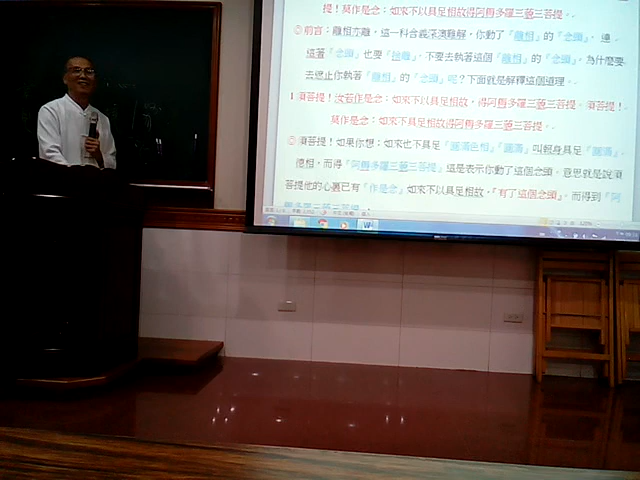 提!莫作是念:如來不以具足相故得阿耨多羅三藐三菩提。
◎前言:離相亦離,這一科含義深澳難解,你動了『離相』的『念頭』,連
這著『念頭』也要『捨離』,不要去執著這個『離相』的『念頭』,為什麼要
去遮止你執著『離相』的『念頭』呢?下面就是解釋這個道理。
須菩提!汝若作是念:如來不以具足相故,得阿耨多羅三藐三菩提。須菩提!
莫作是念:如來不以具足相故得阿耨多羅三藐三菩提。
◎須菩提!如果你想:如來也不具足『圓滿色相』『圓滿』叫報身具足『圓滿』
德相,而得『阿耨多羅三藐三菩提』這是表示你動了這個念頭。意思就是說須
菩提他的心裏已有『作是念』如來不以具足相故,『有了這個念頭』,而得到『阿